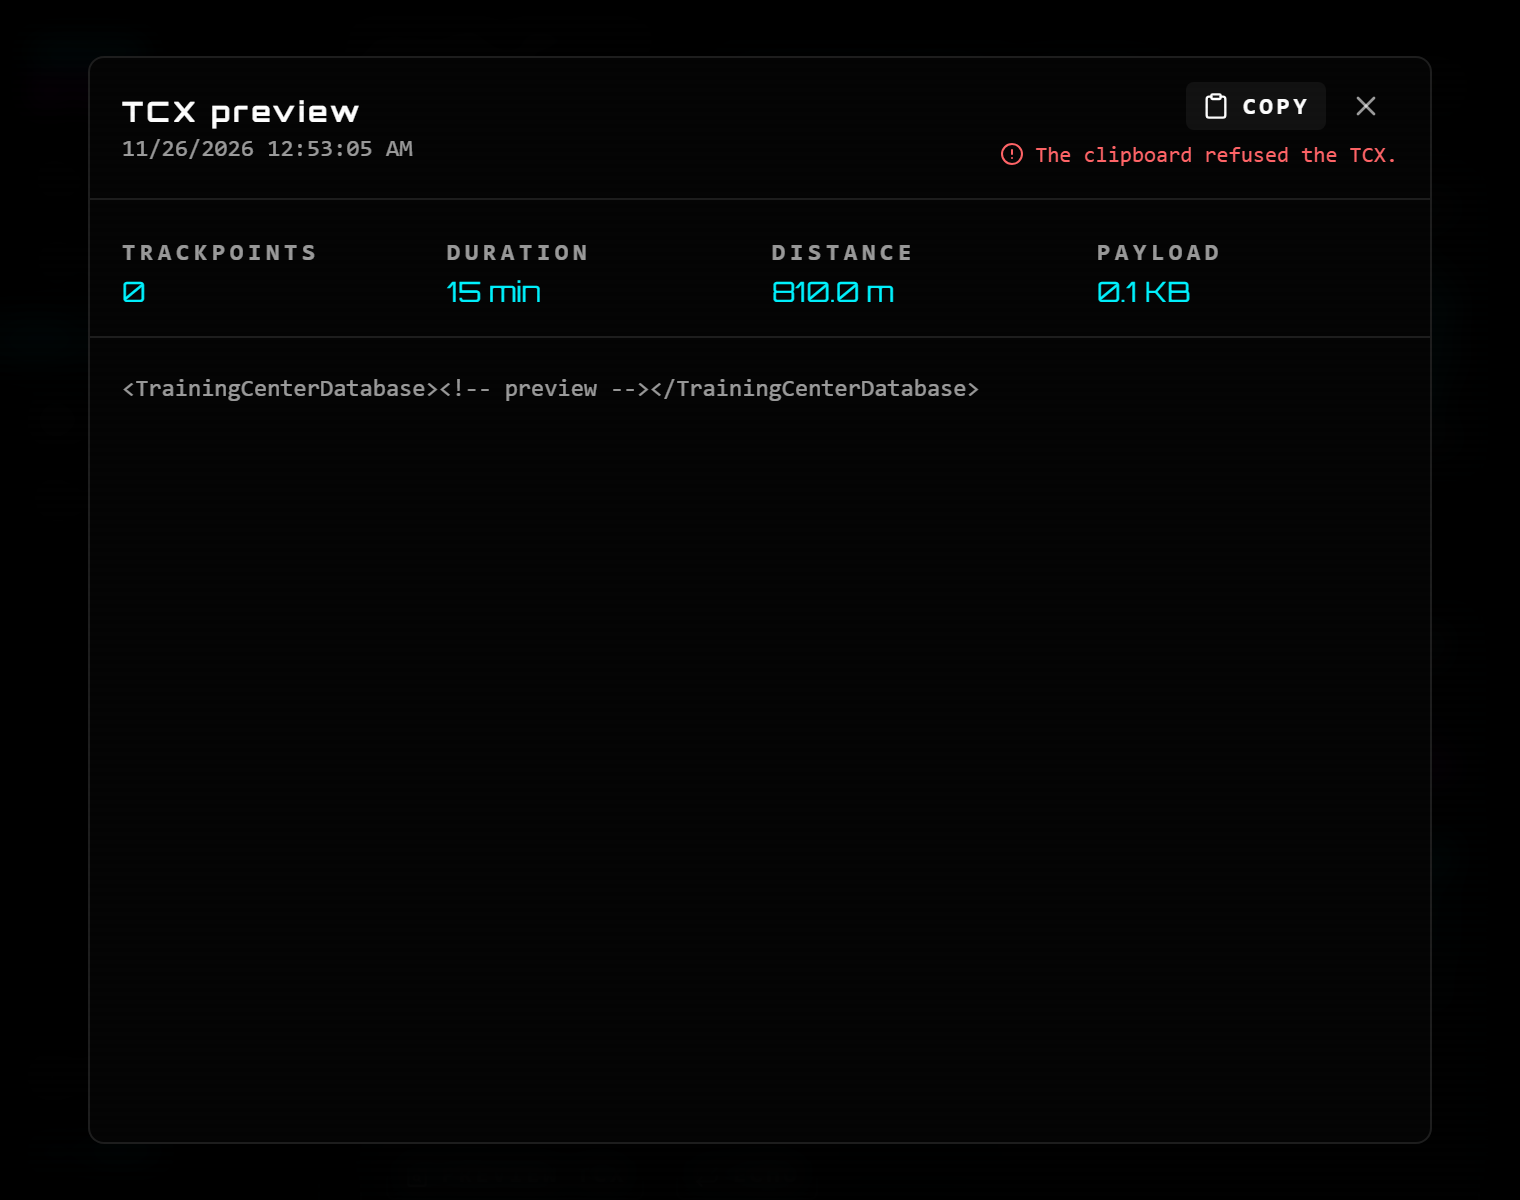 TCX preview
11/26/2026 12:53:05 AM
COPY
The clipboard refused the TCX.
TRACKPOINTS
0
DURATION
15 min
DISTANCE
810.0 m
PAYLOAD
0.1 KB
<TrainingCenterDatabase><!-- preview --></TrainingCenterDatabase>